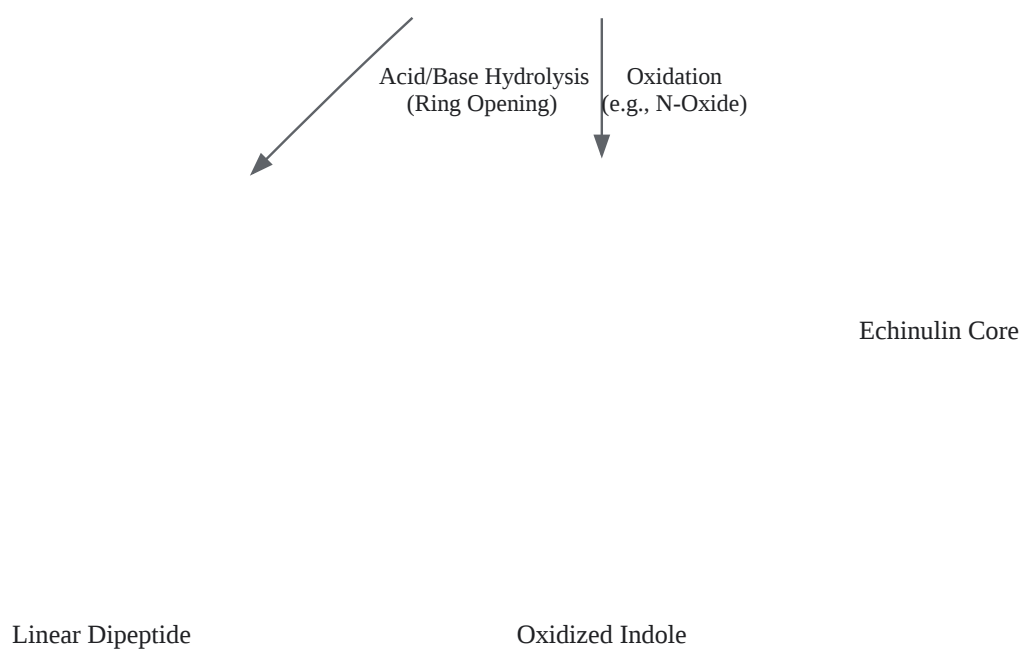 Acid/Base Hydrolysis
(Ring Opening)
Oxidation
(e.g., N-Oxide)
Echinulin Core
Linear Dipeptide
Oxidized Indole